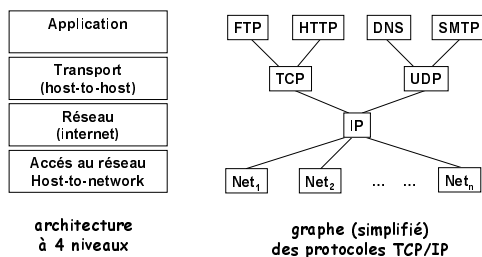 Application
Transport
(host-to-host)
Réseau
(internet)
Accés au réseau
Host-to-network
architecture
à 4 niveaux
FTP HTTP DNS SMTP
TCP UDP
IP
Net1 Net2 ... ... Netn
graphe (simplifié)
des protocoles TCP/IP